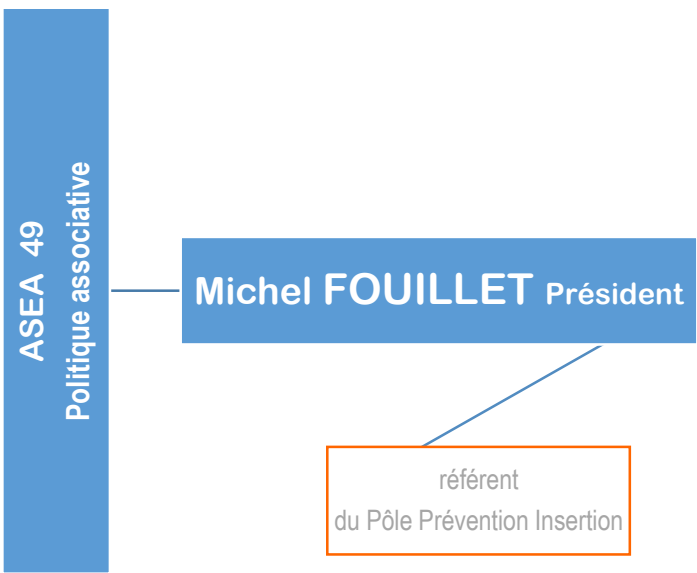 ASEA 49
Politique associative
Michel FOUILLET Président
référent
du Pôle Prévention Insertion